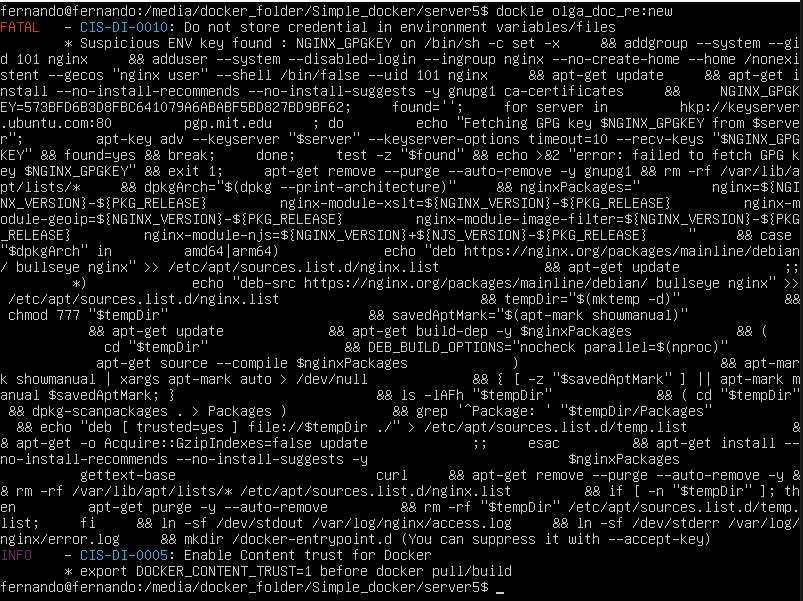 fernando@fernando:/media/docker_folder/Simple_docker/server5$ dockle olga_doc_re:new
FATAL   - CIS-DI-0010: Do not store credential in environment variables/files
        * Suspicious ENV key found : NGINX_GPGKEY on /bin/sh -c set -x     && addgroup --system --gi
d 101 nginx     && adduser --system --disabled-login --ingroup nginx --no-create-home --home /nonex
istent --gecos "nginx user" --shell /bin/false --uid 101 nginx     && apt-get update     && apt-get i
nstall --no-install-recommends --no-install-suggests -y gnupg1 ca-certificates     &&     NGINX_GPG
KEY=573BFD6B3D8FBC641079A6ABABF5BD827BD9BF62;     found='';     for server in         hkp://keyserver
.ubuntu.com:80         pgp.mit.edu     ; do         echo "Fetching GPG key $NGINX_GPGKEY from $serve
r";         apt-key adv --keyserver "$server" --keyserver-options timeout=10 --recv-keys "$NGINX_GPG
KEY" && found=yes && break;     done;     test -z "$found" && echo >&2 "error: failed to fetch GPG k
ey $NGINX_GPGKEY" && exit 1;     apt-get remove --purge --auto-remove -y gnupg1 && rm -rf /var/lib/a
pt/lists/*     && dpkgArch="$(dpkg --print-architecture)"     && nginxPackages="         nginx=${NGI
NX_VERSION}-${PKG_RELEASE}         nginx-module-xslt=${NGINX_VERSION}-${PKG_RELEASE}         nginx-m
odule-geoip=${NGINX_VERSION}-${PKG_RELEASE}         nginx-module-image-filter=${NGINX_VERSION}-${PKG
_RELEASE}         nginx-module-njs=${NGINX_VERSION}+${NJS_VERSION}-${PKG_RELEASE}     "     && case
"$dpkgArch" in         amd64|arm64)             echo "deb https://nginx.org/packages/mainline/debian
/ bullseye nginx" >> /etc/apt/sources.list.d/nginx.list             && apt-get update             ;;
        *)             echo "deb-src https://nginx.org/packages/mainline/debian/ bullseye nginx" >>
 /etc/apt/sources.list.d/nginx.list                         && tempDir="$(mktemp -d)"             &&
 chmod 777 "$tempDir"                         && savedAptMark="$(apt-mark showmanual)"
           && apt-get update             && apt-get build-dep -y $nginxPackages             && (
             cd "$tempDir"                 && DEB_BUILD_OPTIONS="nocheck parallel=$(nproc)"
            apt-get source --compile $nginxPackages             )                         && apt-mar
k showmanual | xargs apt-mark auto > /dev/null             && { [ -z "$savedAptMark" ] || apt-mark m
anual $savedAptMark; }                         && ls -lAFh "$tempDir"             && ( cd "$tempDir"
 && dpkg-scanpackages . > Packages )             && grep '^Package: ' "$tempDir/Packages"
  && echo "deb [ trusted=yes ] file://$tempDir ./" > /etc/apt/sources.list.d/temp.list             &
& apt-get -o Acquire::GzipIndexes=false update             ;;     esac         && apt-get install --
no-install-recommends --no-install-suggests -y                         $nginxPackages
          gettext-base                         curl     && apt-get remove --purge --auto-remove -y &
& rm -rf /var/lib/apt/lists/* /etc/apt/sources.list.d/nginx.list         && if [ -n "$tempDir" ]; th
en         apt-get purge -y --auto-remove         && rm -rf "$tempDir" /etc/apt/sources.list.d/temp.
list;     fi     && ln -sf /dev/stdout /var/log/nginx/access.log     && ln -sf /dev/stderr /var/log/
nginx/error.log     && mkdir /docker-entrypoint.d (You can suppress it with --accept-key)
INFO    - CIS-DI-0005: Enable Content trust for Docker
        * export DOCKER_CONTENT_TRUST=1 before docker pull/build
fernando@fernando:/media/docker_folder/Simple_docker/server5$ _